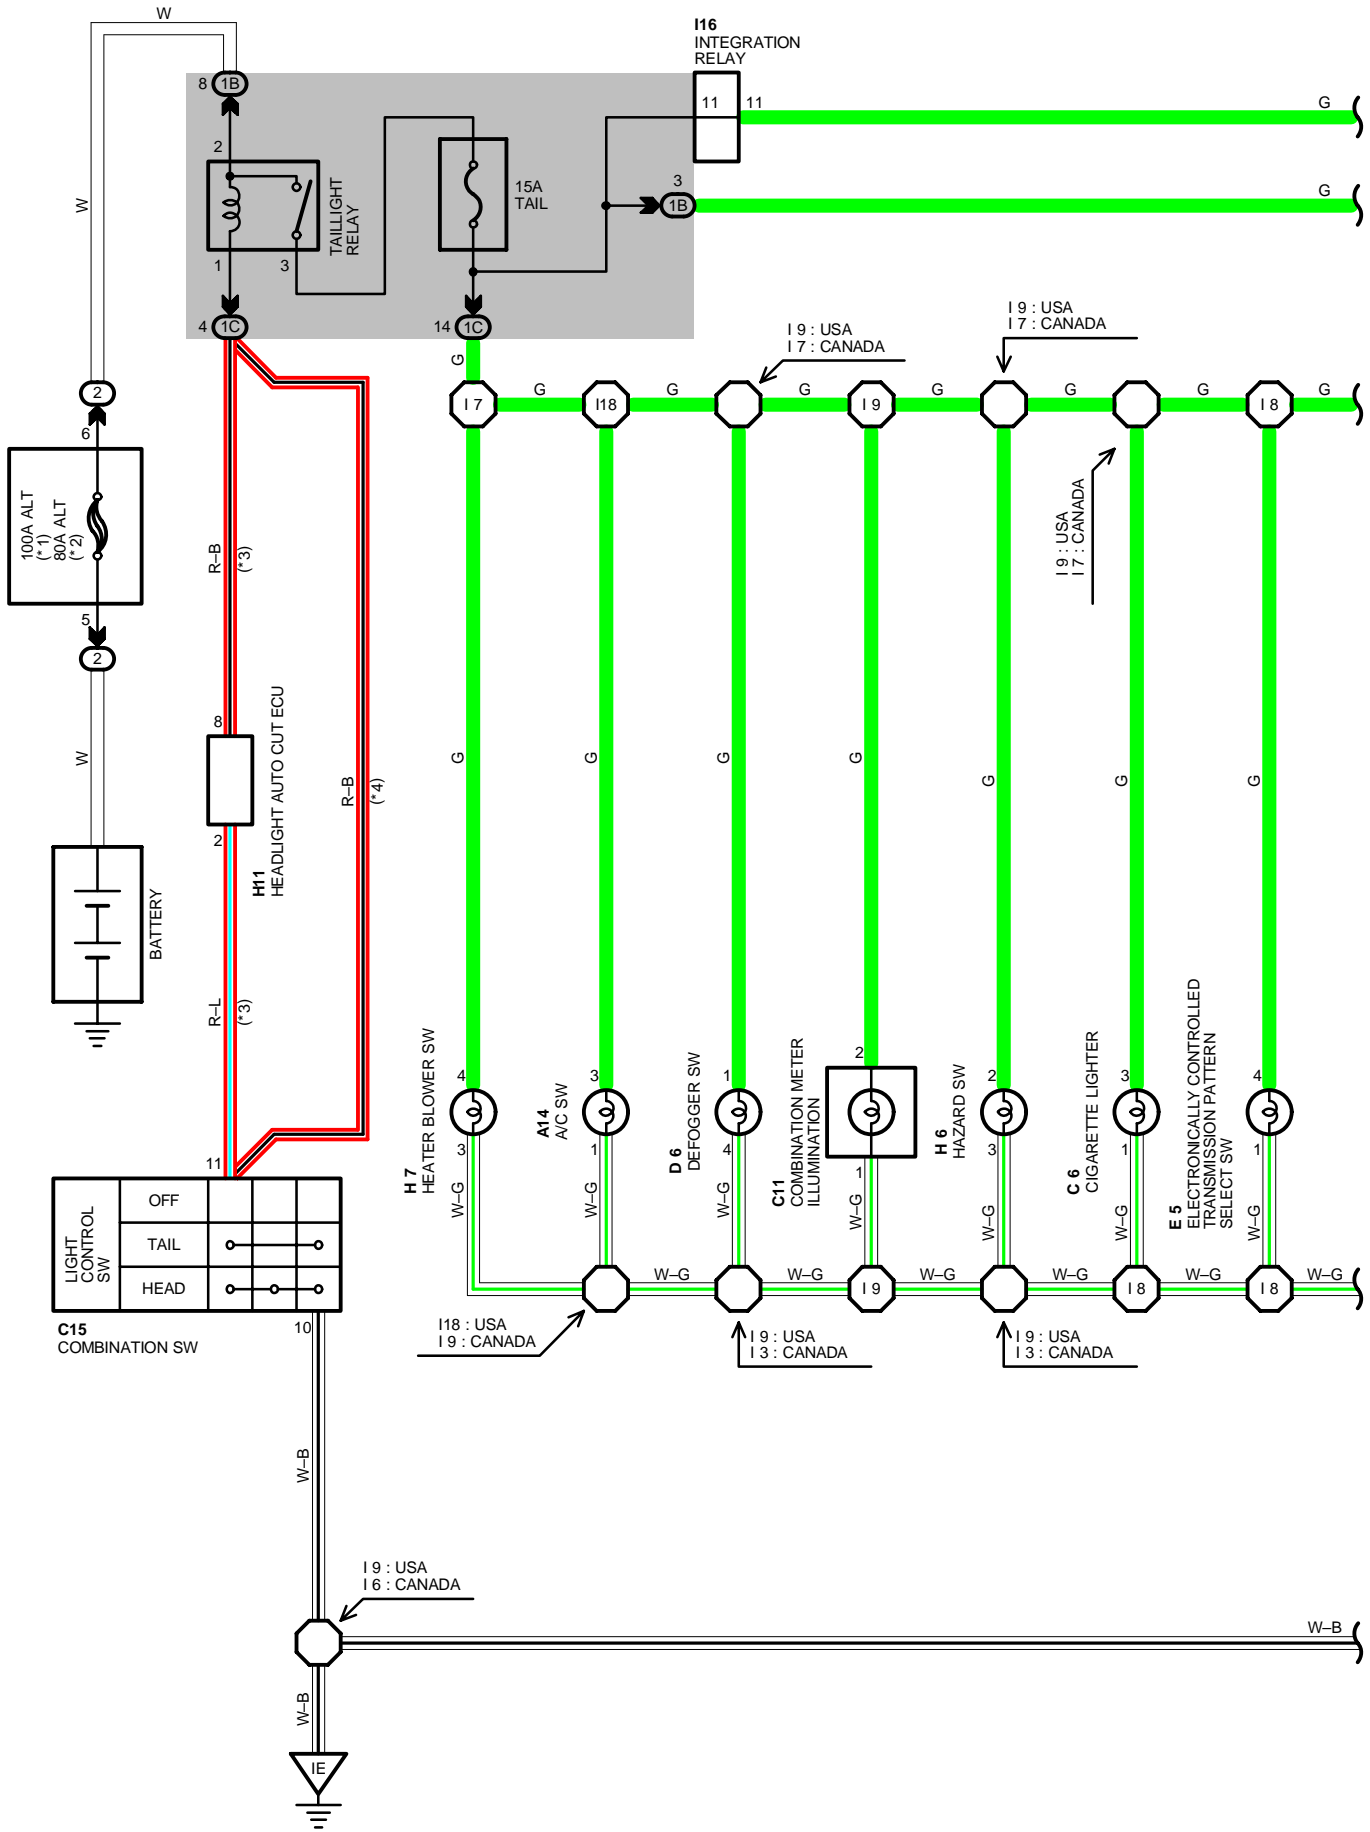 W
I16
INTEGRATION
RELAY
8
1B
11
11
G
2
W
15A
TAIL
3
1B
G
TAILLIGHT
RELAY
1
3
4
1C
14
1C
I 9 : USA
I 7 : CANADA
I 9 : USA
I 7 : CANADA
G
2
I 7
G
I18
G
G
I 9
G
G
G
I 8
G
6
100A ALT
(*1)
80A ALT
(*2)
5
2
R–B
(*3)
I 9 : USA
I 7 : CANADA
W
8
HEADLIGHT AUTO CUT ECU
H11
2
R–B
(*4)
G
G
G
G
G
G
G
BATTERY
R–L
(*3)
11
H 7
HEATER BLOWER SW
4
3
W–G
A14
A/C SW
3
1
W–G
D 6
DEFOGGER SW
1
4
W–G
C11
COMBINATION METER
ILLUMINATION
2
1
W–G
H 6
HAZARD SW
2
3
W–G
C 6
CIGARETTE LIGHTER
3
1
W–G
E 5
ELECTRONICALLY CONTROLLED
TRANSMISSION PATTERN
SELECT SW
4
1
W–G
LIGHT
CONTROL
SW
OFF
TAIL
HEAD
C15
COMBINATION SW
10
W–G
W–G
I 9
W–G
W–G
I 8
W–G
I 8
W–G
I18 : USA
I 9 : CANADA
I 9 : USA
I 3 : CANADA
I 9 : USA
I 3 : CANADA
W–B
I 9 : USA
I 6 : CANADA
W–B
W–B
IE